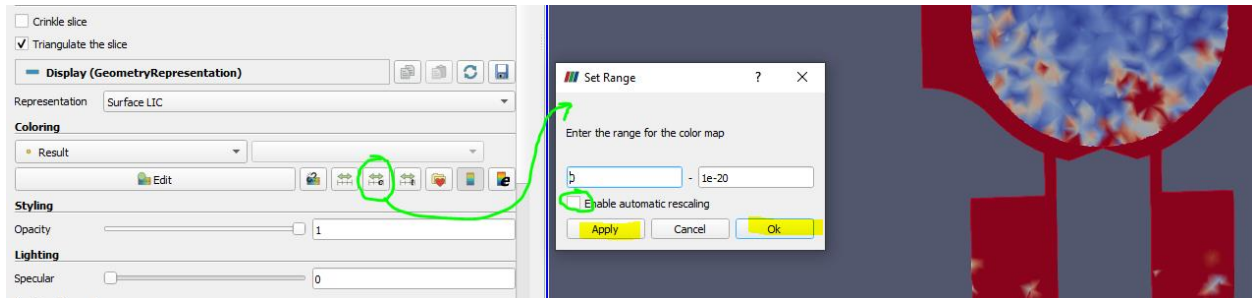 Crinkle slice
Triangulate the slice
Display (GeometryRepresentation)
Representation Surface LIC
Coloring
Result
Edit
Styling
Opacity 1
Lighting
Specular 0
Set Range ? ×
Enter the range for the color map
- 1e-20
Enable automatic rescaling
Apply Cancel Ok